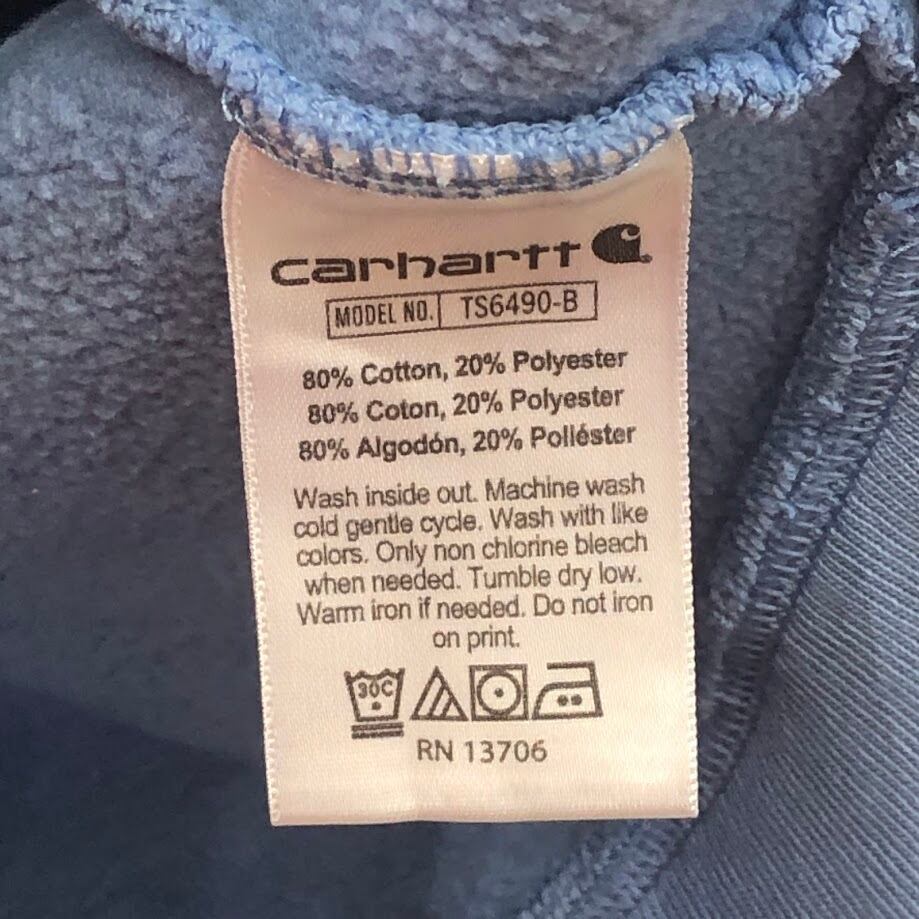 carhartt
MODEL NO. TS6490-B
80% Cotton, 20% Polyester
80% Coton, 20% Polyester
80% Algodón, 20% Poliéster
Wash inside out. Machine wash
cold gentle cycle. Wash with like
colors. Only non chlorine bleach
when needed. Tumble dry low.
Warm iron if needed. Do not iron
on print.
30C
RN 13706